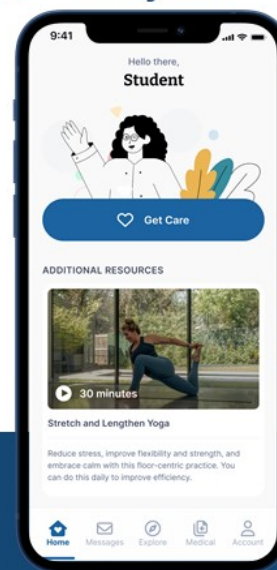 9:41
Hello there,
Student
Get Care
ADDITIONAL RESOURCES
30 minutes
Stretch and Lengthen Yoga
Reduce stress, improve flexibility and strength, and
embrace calm with this floor-centric practice. You
can do this daily to improve efficiency.
Home Messages Explore Medical Account